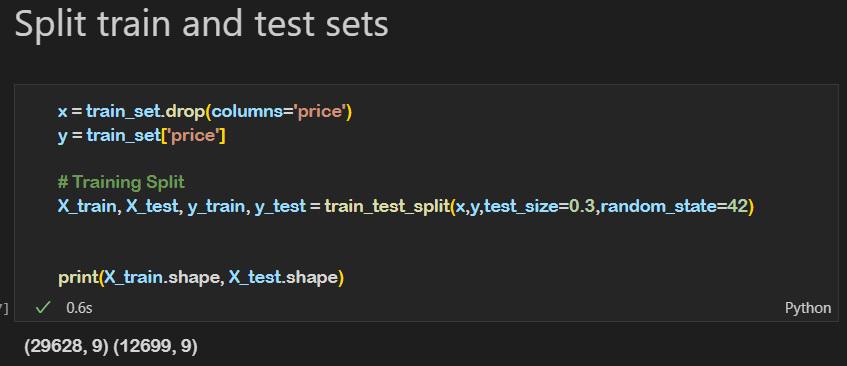 Split train and test sets
x = train_set.drop(columns='price')
y = train_set['price']
# Training Split
X_train, X_test, y_train, y_test = train_test_split(x,y,test_size=0.3,random_state=42)
print(X_train.shape, X_test.shape)
] ✓ 0.6s Python
(29628, 9) (12699, 9)